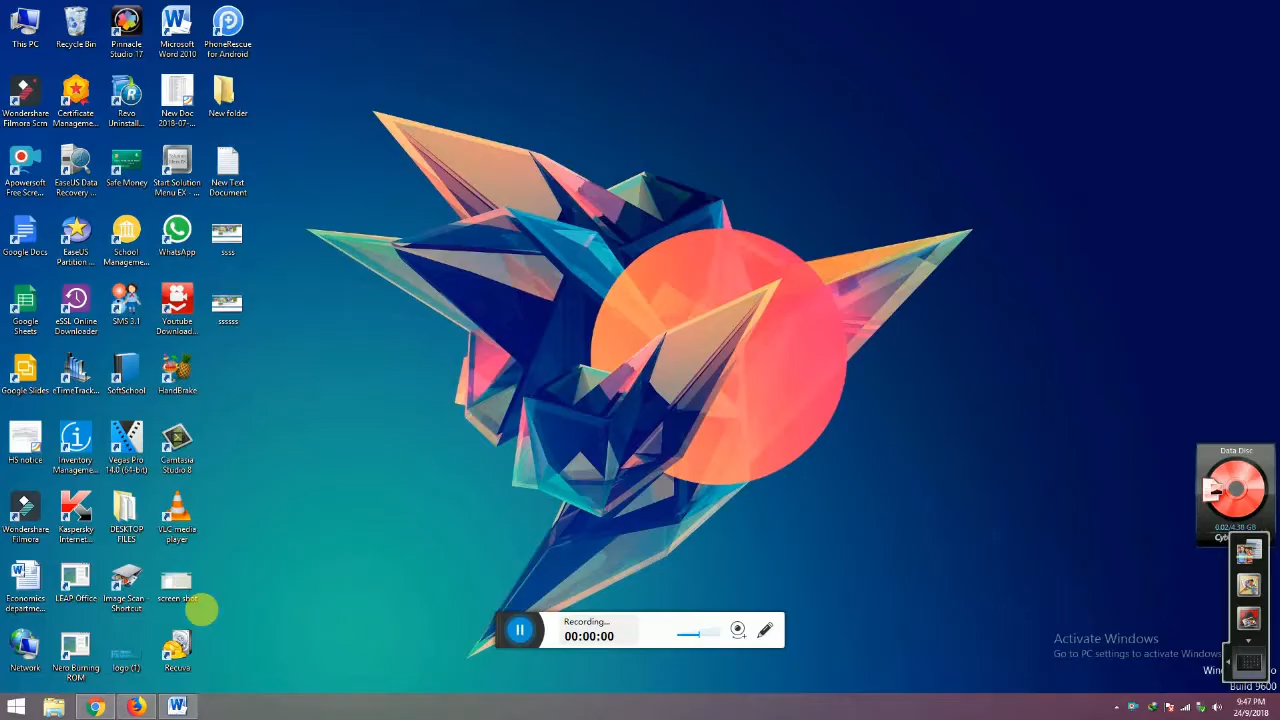 This PC
Recycle Bin
Pinnacle
Studio 17
Microsoft
Word 2010
PhoneRescue
for Android
Wondershare
Filmora Scrn
Certificate
Manageme...
Revo
Uninstall...
New Doc
2018-07-...
New folder
Apowersoft
Free Scre...
EaseUS Data
Recovery ...
Safe Money
Start Solution
Menu EX - ...
New Text
Document
Google Docs
EaseUS
Partition ...
School
Manageme...
WhatsApp
ssss
Google
Sheets
eSSL Online
Downloader
SMS 3.1
Youtube
Download...
ssssss
Google Slides
eTimeTrack...
SoftSchool
HandBrake
HS notice
Inventory
Manageme...
Vegas Pro
14.0 (64-bit)
Camtasia
Studio 8
Wondershare
Filmora
Kaspersky
Internet...
DESKTOP
FILES
VLC media
player
Economics
departme...
LEAP Office
Image Scan -
Shortcut
screen shot
Network
Nero Burning
ROM
logo (1)
Recuva
Recording...
00:00:00
Data Disc
0.02/4.38 GB
Cyb
Activate Windows
Go to PC settings to activate Windows
Build 9600
9:47 PM
24/9/2018